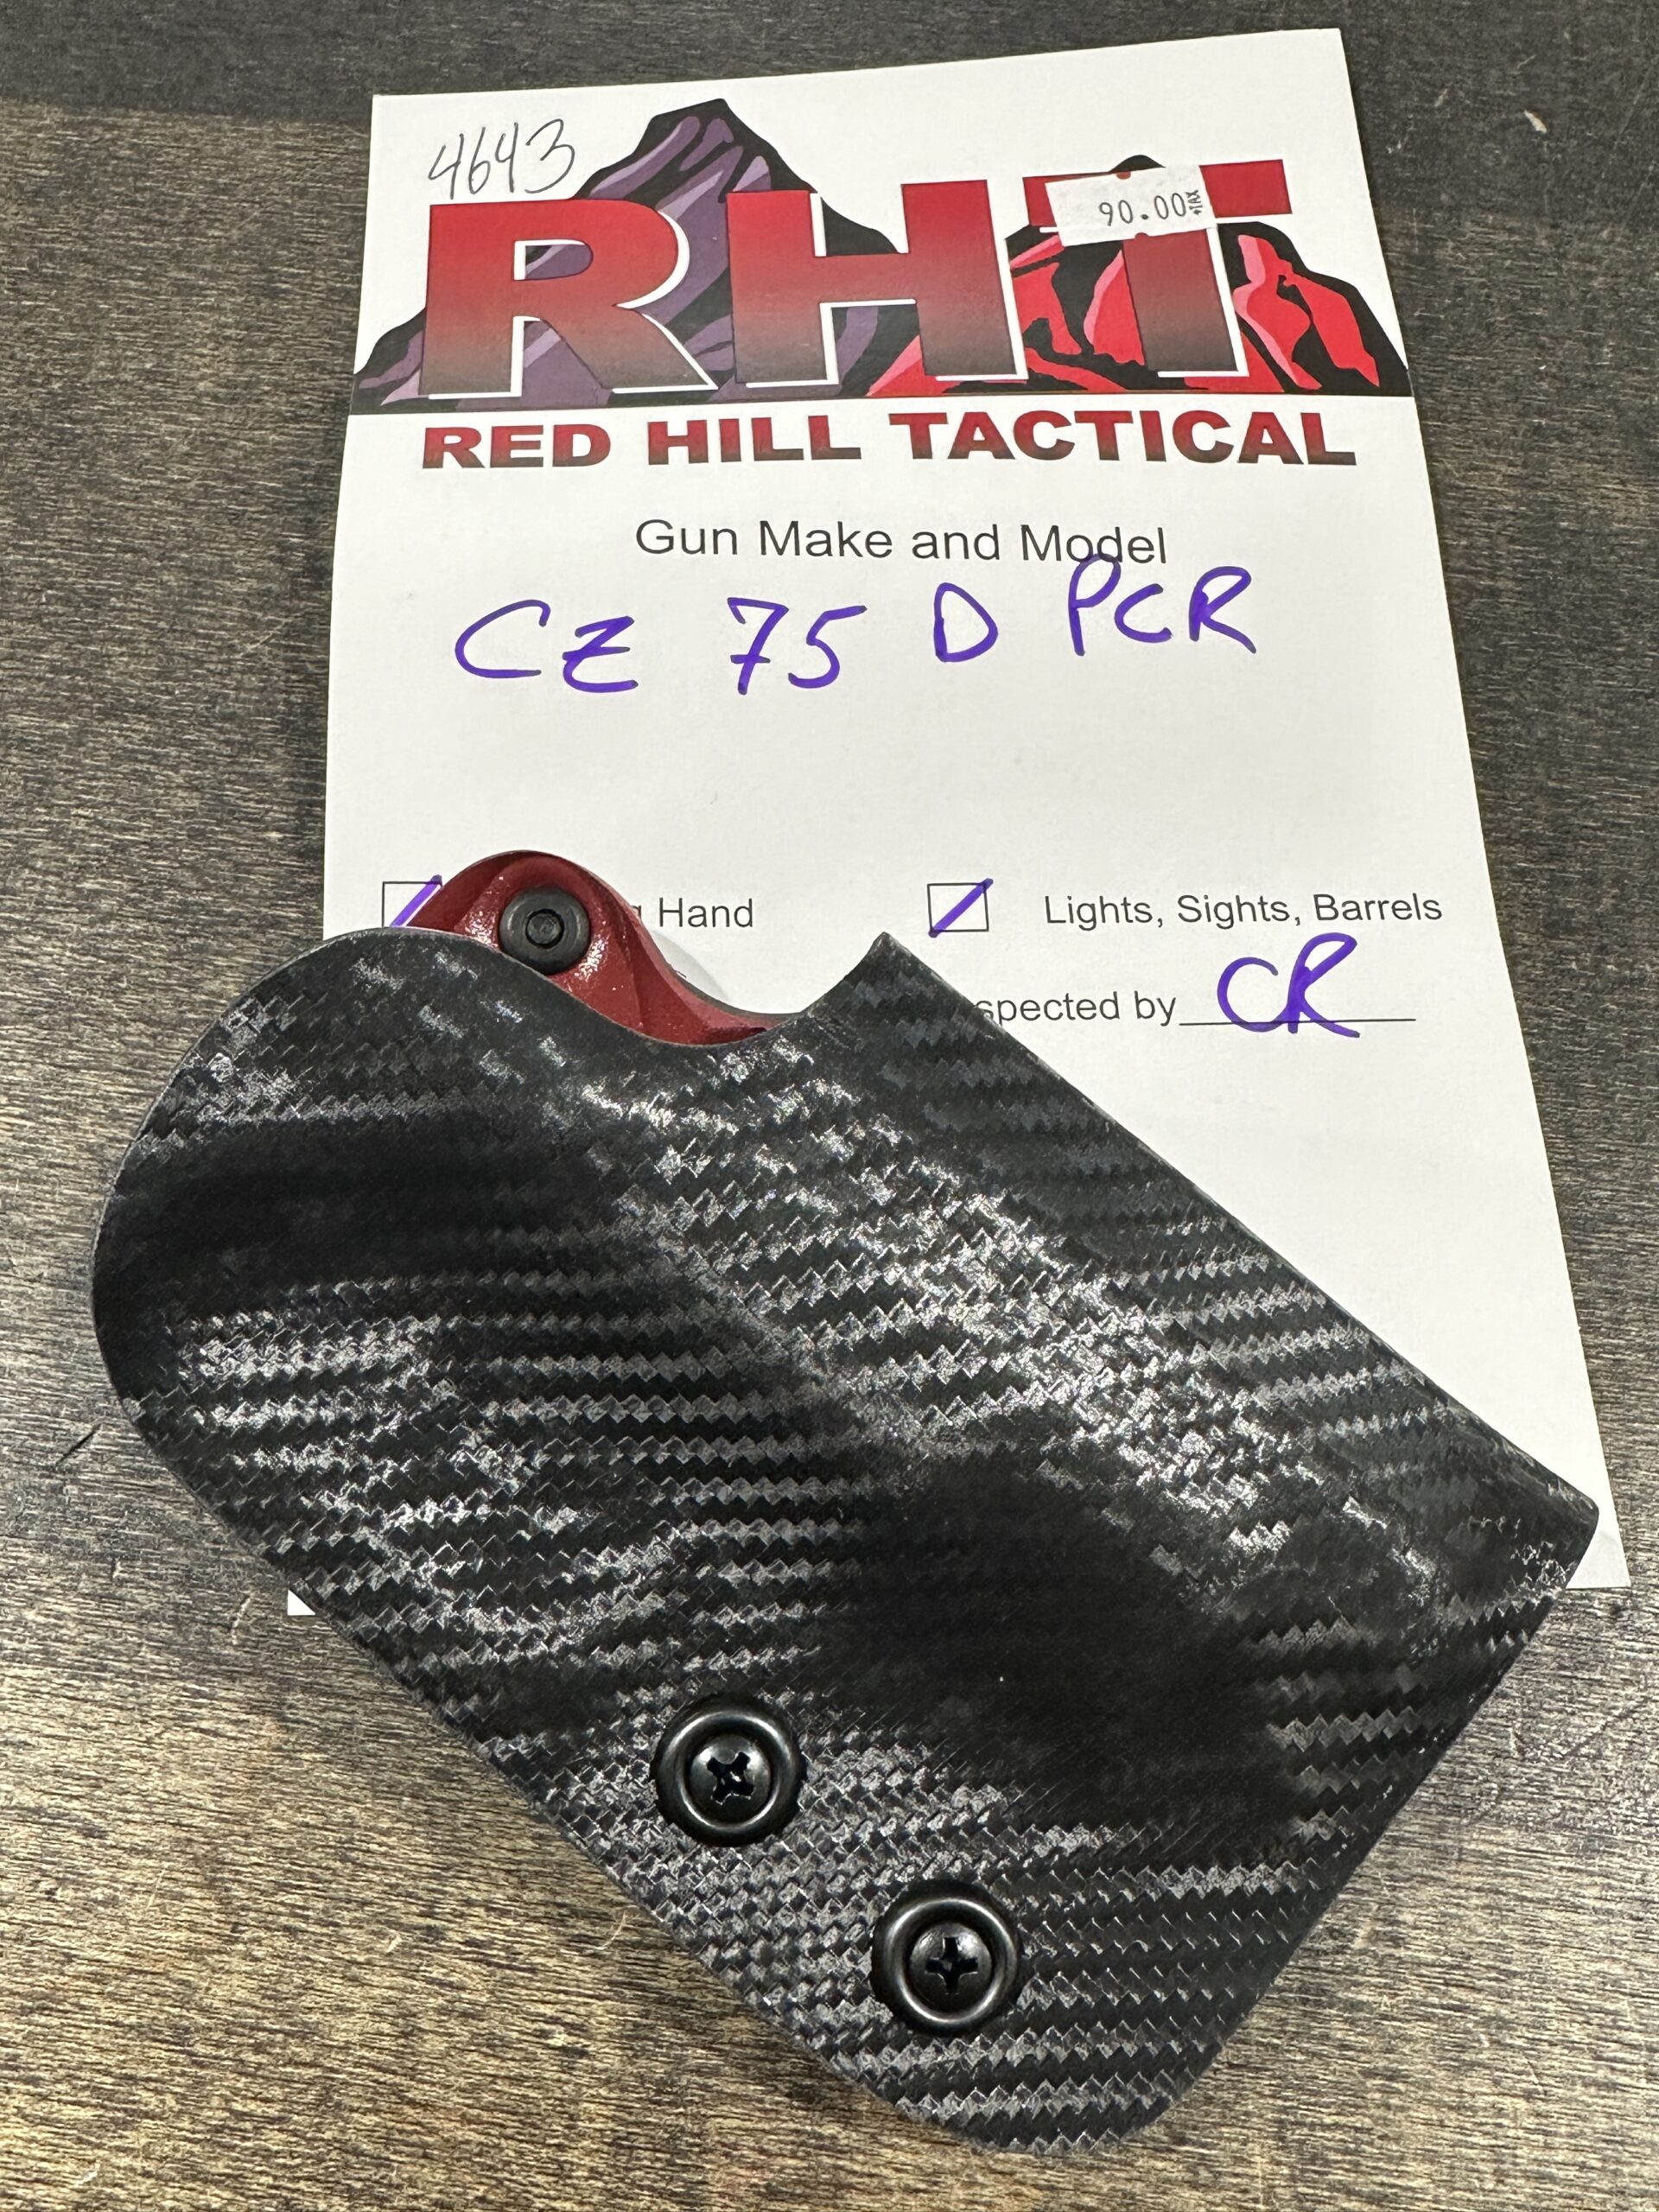 4643
RHT
90.00 +TAX
RED HILL TACTICAL
Gun Make and Model
CZ 75 D PCR
Hand
Lights, Sights, Barrels
spected by CR